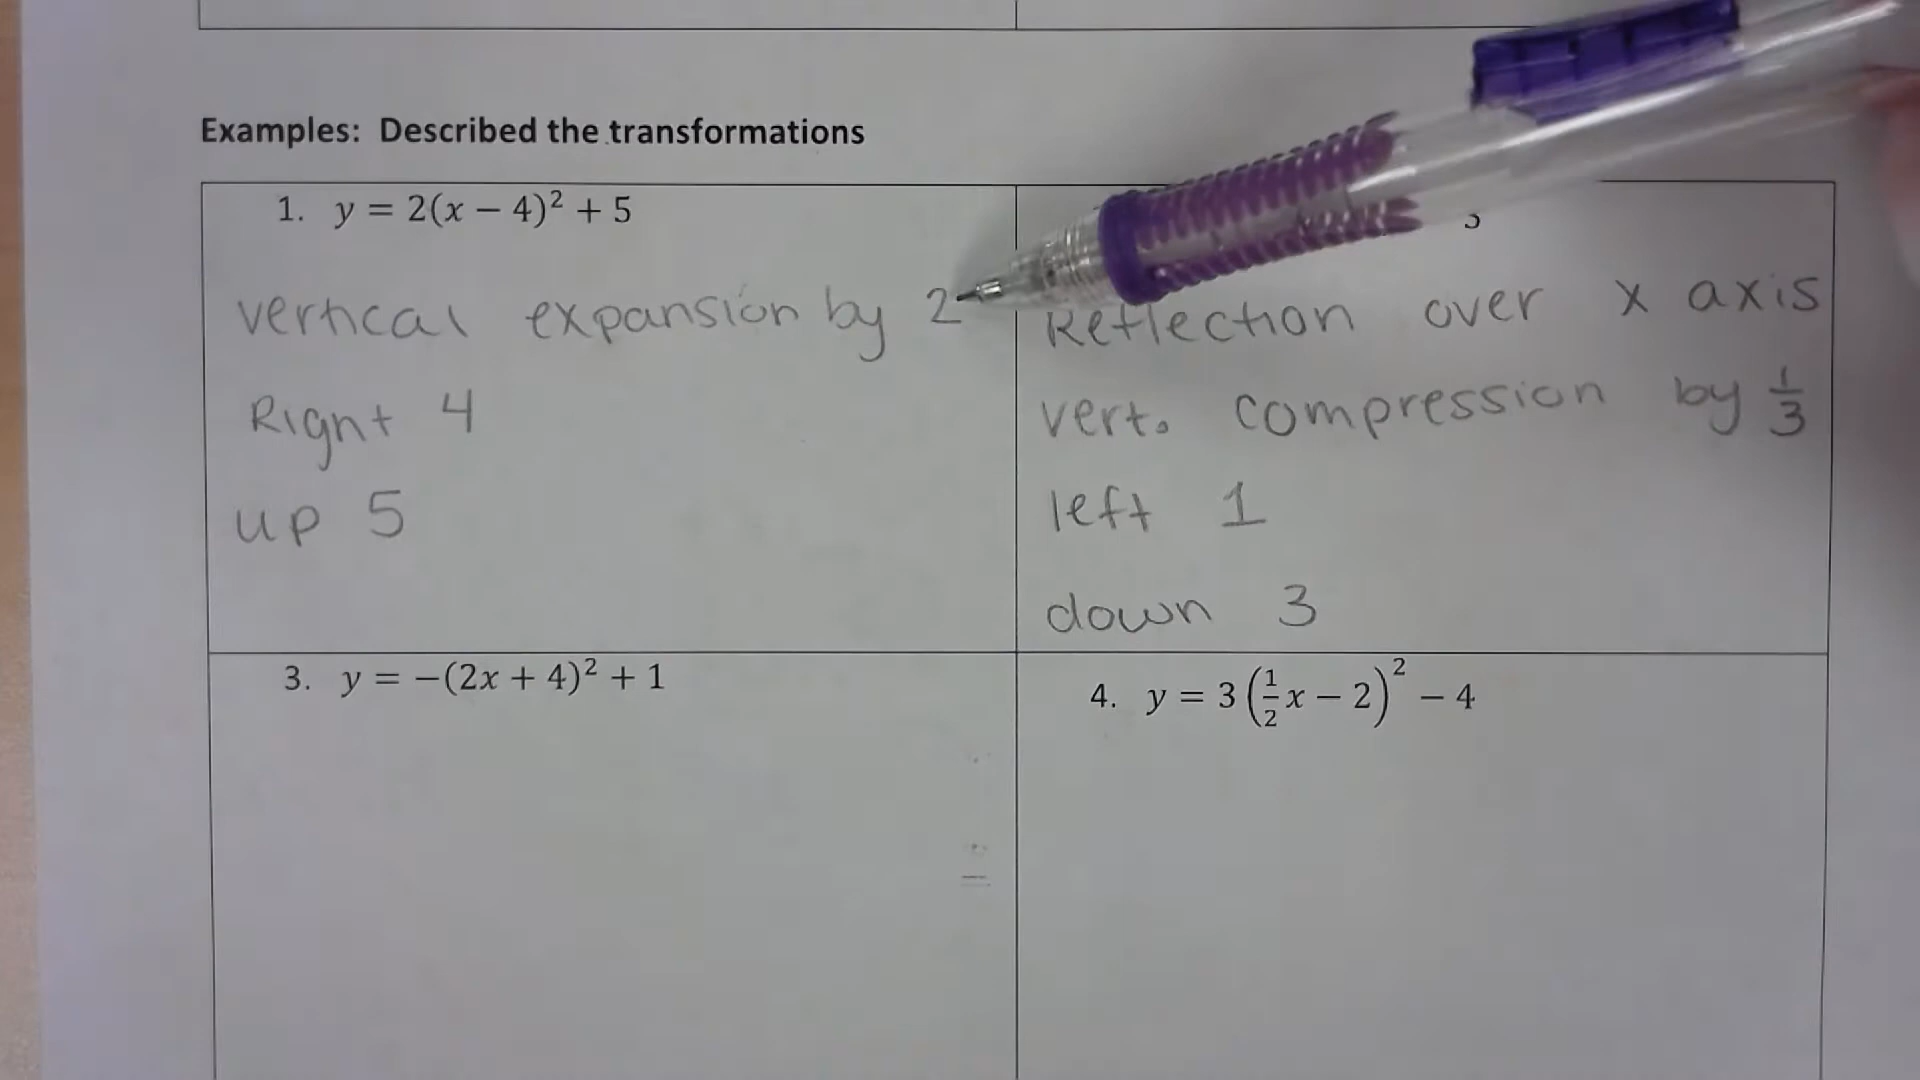 Examples: Described the transformations
1. y = 2(x − 4)² + 5
vertical expansion by 2
Right 4
up 5
3
Reflection over x axis
vert. compression by 1/3
left 1
down 3
3. y = −(2x + 4)² + 1
4. y = 3(1/2 x − 2)² − 4